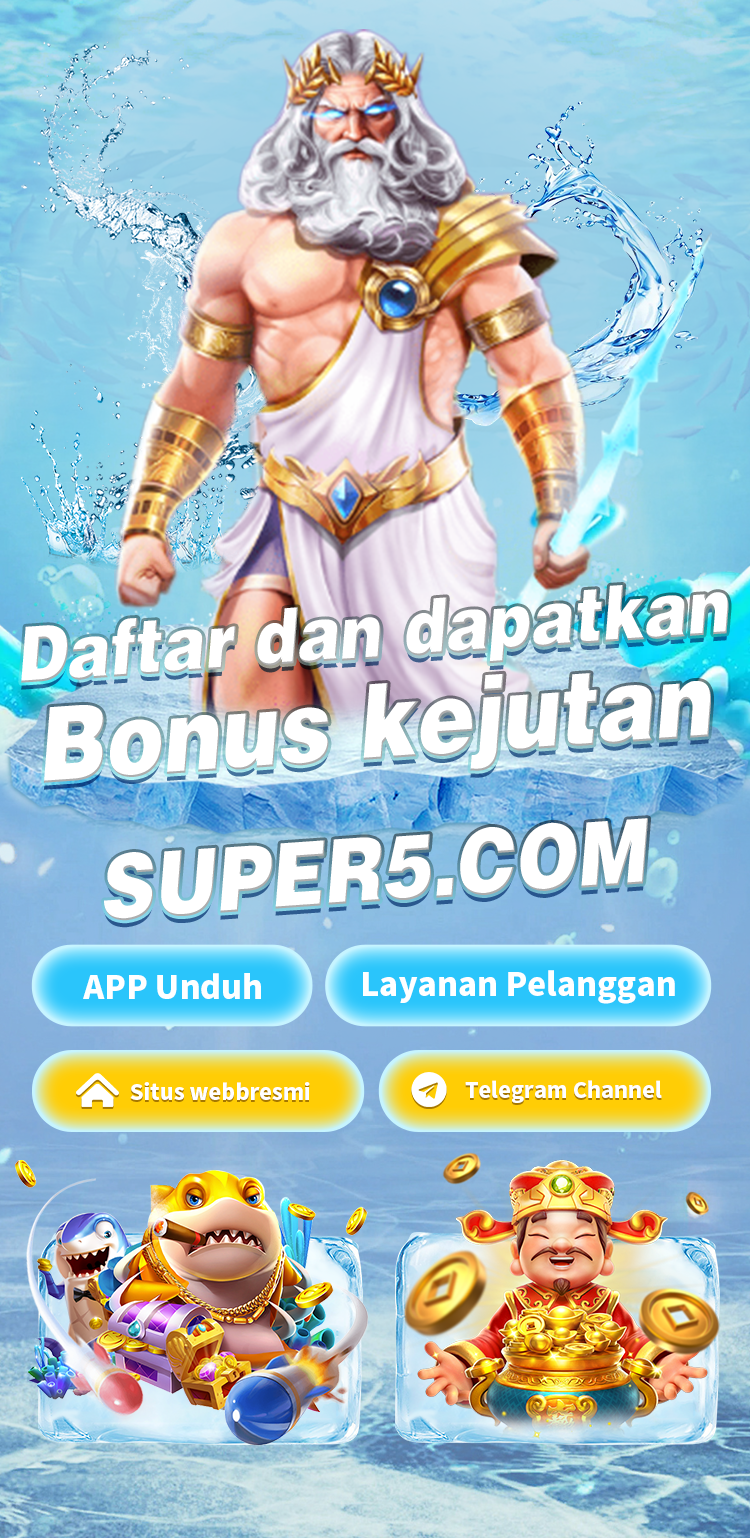 Daftar dan dapatkan
Bonus kejutan
SUPER5.COM
APP Unduh
Layanan Pelanggan
Situs webbresmi
Telegram Channel